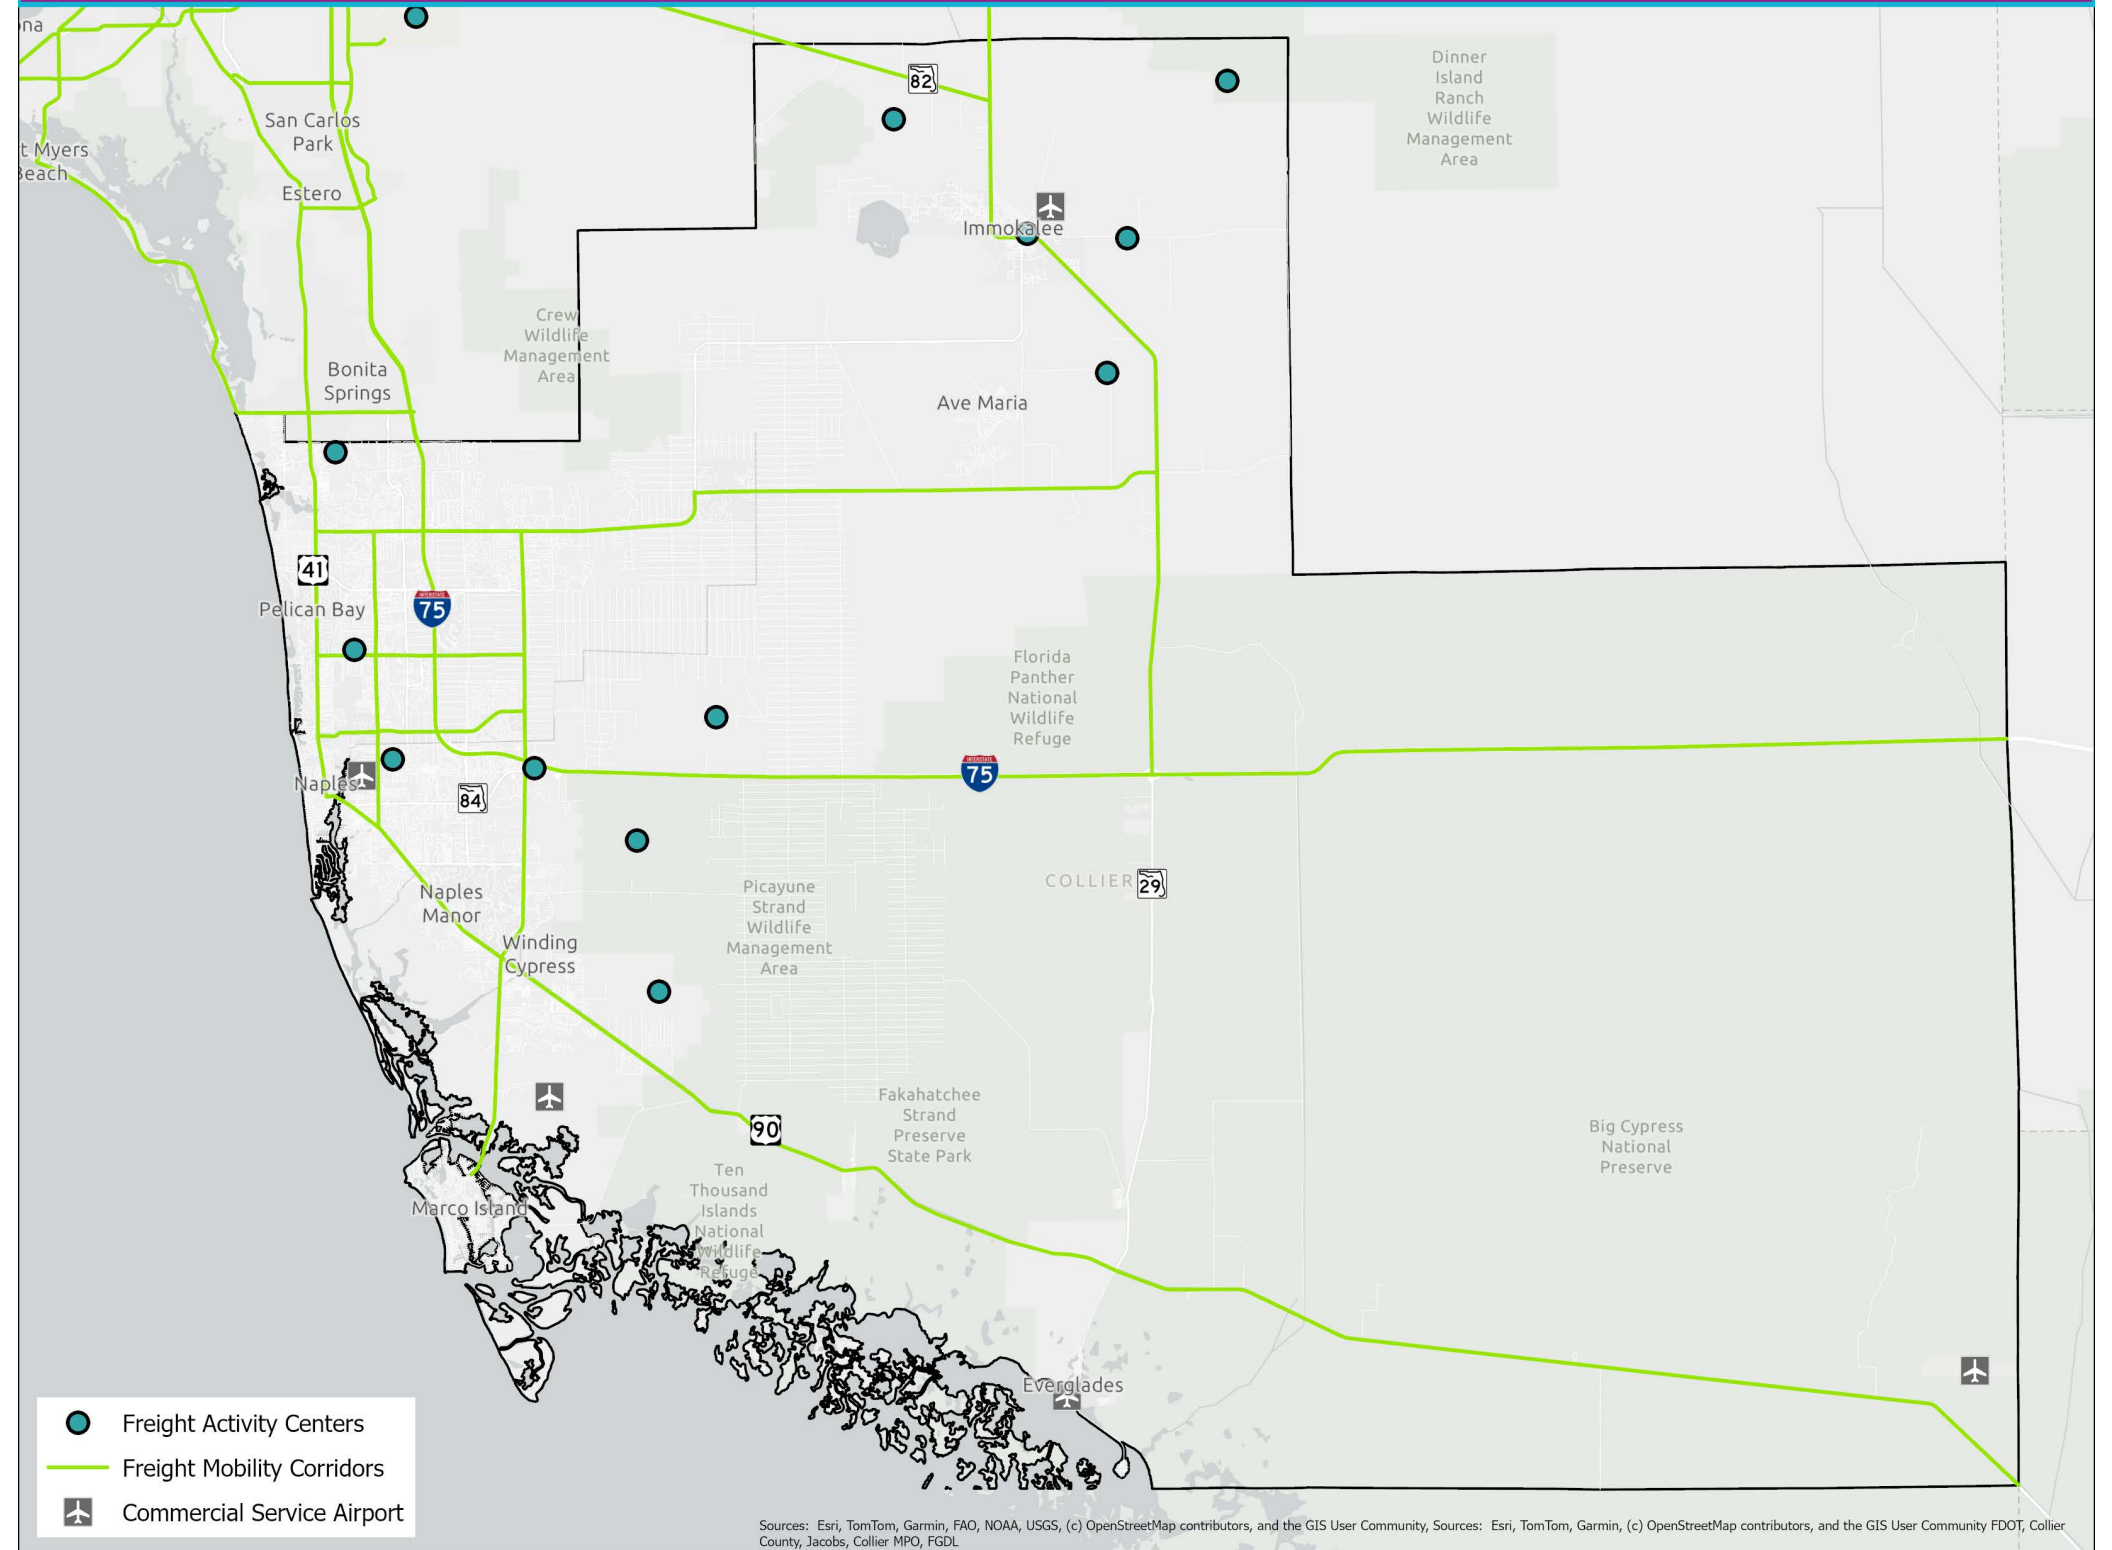 na
San Carlos
Park
t Myers
Beach
Estero
Bonita
Springs
82
Dinner
Island
Ranch
Wildlife
Management
Area
Immokalee
Crew
Wildlife
Management
Area
Ave Maria
41
Pelican Bay
INTERSTATE
75
Florida
Panther
National
Wildlife
Refuge
INTERSTATE
75
Naples
84
COLLIER
29
Naples
Manor
Winding
Cypress
Picayune
Strand
Wildlife
Management
Area
90
Fakahatchee
Strand
Preserve
State Park
Big Cypress
National
Preserve
Ten
Thousand
Islands
National
Wildlife
Refuge
Marco Island
Everglades
Freight Activity Centers
Freight Mobility Corridors
Commercial Service Airport
Sources: Esri, TomTom, Garmin, FAO, NOAA, USGS, (c) OpenStreetMap contributors, and the GIS User Community, Sources: Esri, TomTom, Garmin, (c) OpenStreetMap contributors, and the GIS User Community FDOT, Collier
County, Jacobs, Collier MPO, FGDL